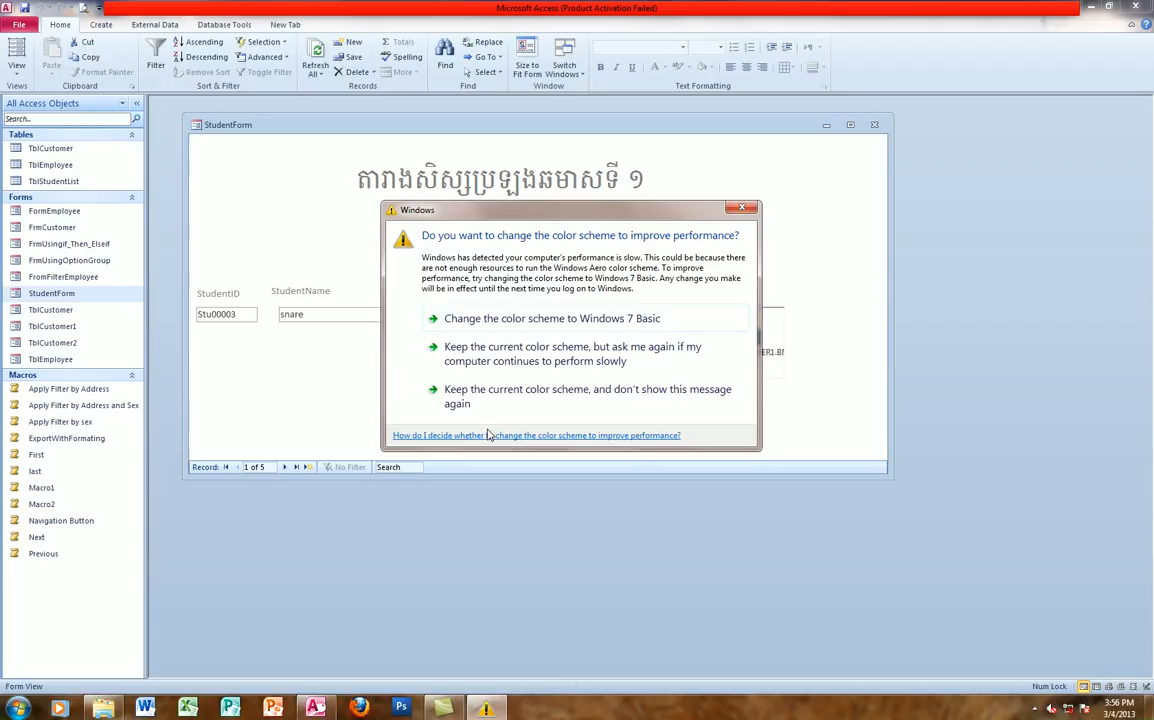 Microsoft Access (Product Activation Failed)
File Home Create External Data Database Tools New Tab
View Paste Cut Copy Format Painter Filter Ascending Descending Remove Sort Selection Advanced Toggle Filter Refresh All New Save Delete Totals Spelling More Find Replace Go To Select Size to Fit Form Switch Windows
Views Clipboard Sort & Filter Records Find Window Text Formatting
All Access Objects
Search...
Tables
TblCustomer
TblEmployee
TblStudentList
Forms
FormEmployee
FrmCustomer
FrmUsingif_Then_Elseif
FrmUsingOptionGroup
FromFilterEmployee
StudentForm
TblCustomer
TblCustomer1
TblCustomer2
TblEmployee
Macros
Apply Filter by Address
Apply Filter by Address and Sex
Apply Filter by sex
ExportWithFormating
First
last
Macro1
Macro2
Navigation Button
Next
Previous
StudentForm
តារាងសិស្សប្រឡងឆមាសទី ១
StudentID StudentName
Stu00003 snare
ER1.BM
Windows
Do you want to change the color scheme to improve performance?
Windows has detected your computer's performance is slow. This could be because there
are not enough resources to run the Windows Aero color scheme. To improve
performance, try changing the color scheme to Windows 7 Basic. Any change you make
will be in effect until the next time you log on to Windows.
Change the color scheme to Windows 7 Basic
Keep the current color scheme, but ask me again if my
computer continues to perform slowly
Keep the current color scheme, and don't show this message
again
How do I decide whether change the color scheme to improve performance?
Record: 1 of 5 No Filter Search
Form View Num Lock
3:56 PM
3/4/2013